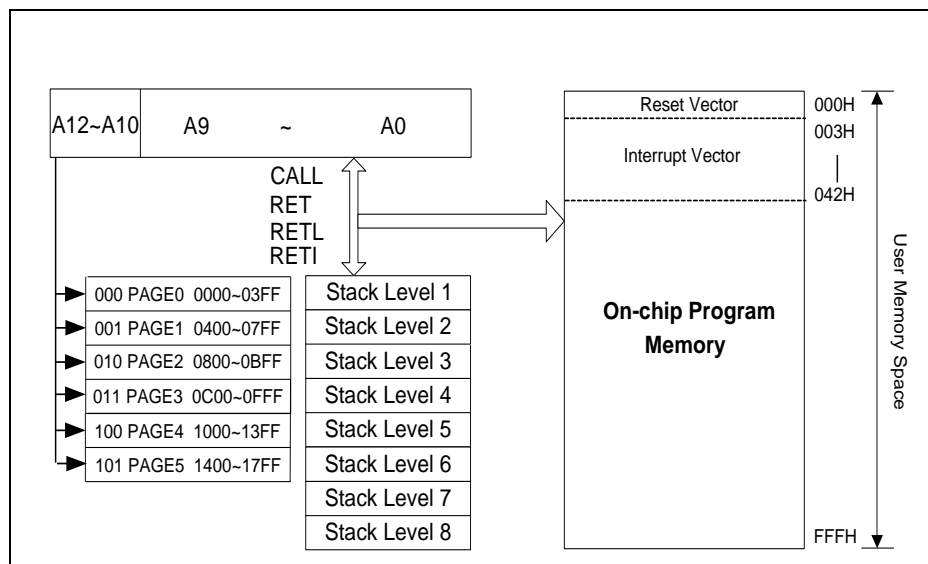 A12~A10 A9 ~ A0
CALL
RET
RETL
RETI
000 PAGE0 0000~03FF
001 PAGE1 0400~07FF
010 PAGE2 0800~0BFF
011 PAGE3 0C00~0FFF
100 PAGE4 1000~13FF
101 PAGE5 1400~17FF
Stack Level 1
Stack Level 2
Stack Level 3
Stack Level 4
Stack Level 5
Stack Level 6
Stack Level 7
Stack Level 8
Reset Vector
Interrupt Vector
On-chip Program
Memory
000H
003H
042H
FFFH
User Memory Space